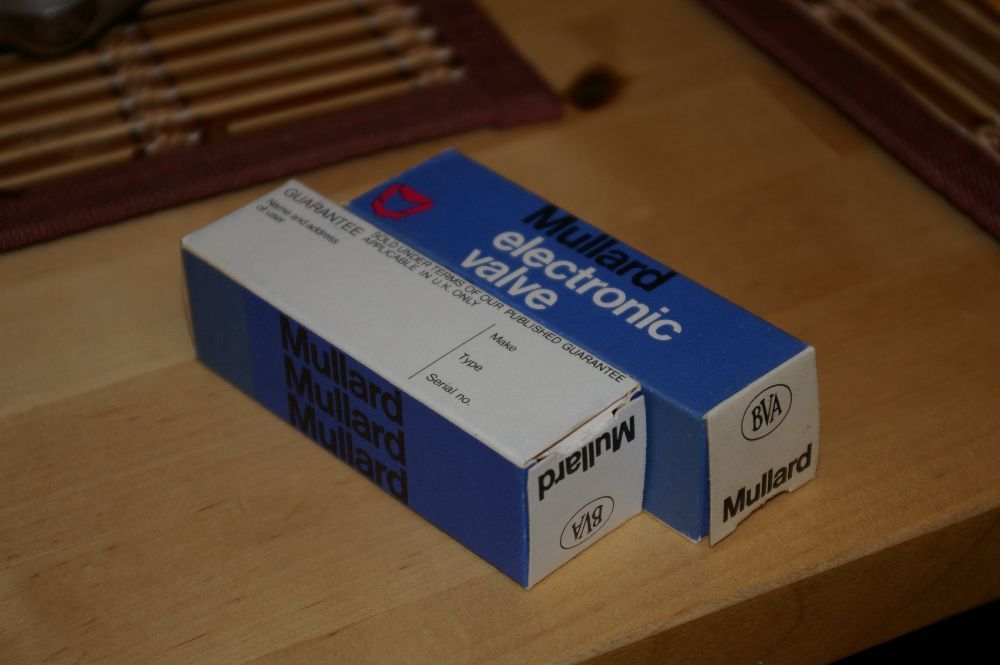 GUARANTEE
Name and address
of user
SOLD UNDER TERMS OF OUR PUBLISHED GUARANTEE
APPLICABLE IN U.K. ONLY
Make
Type
Serial no.
Mullard
Mullard
Mullard
Mullard
BVA
Mullard
electronic
valve
BVA
Mullard